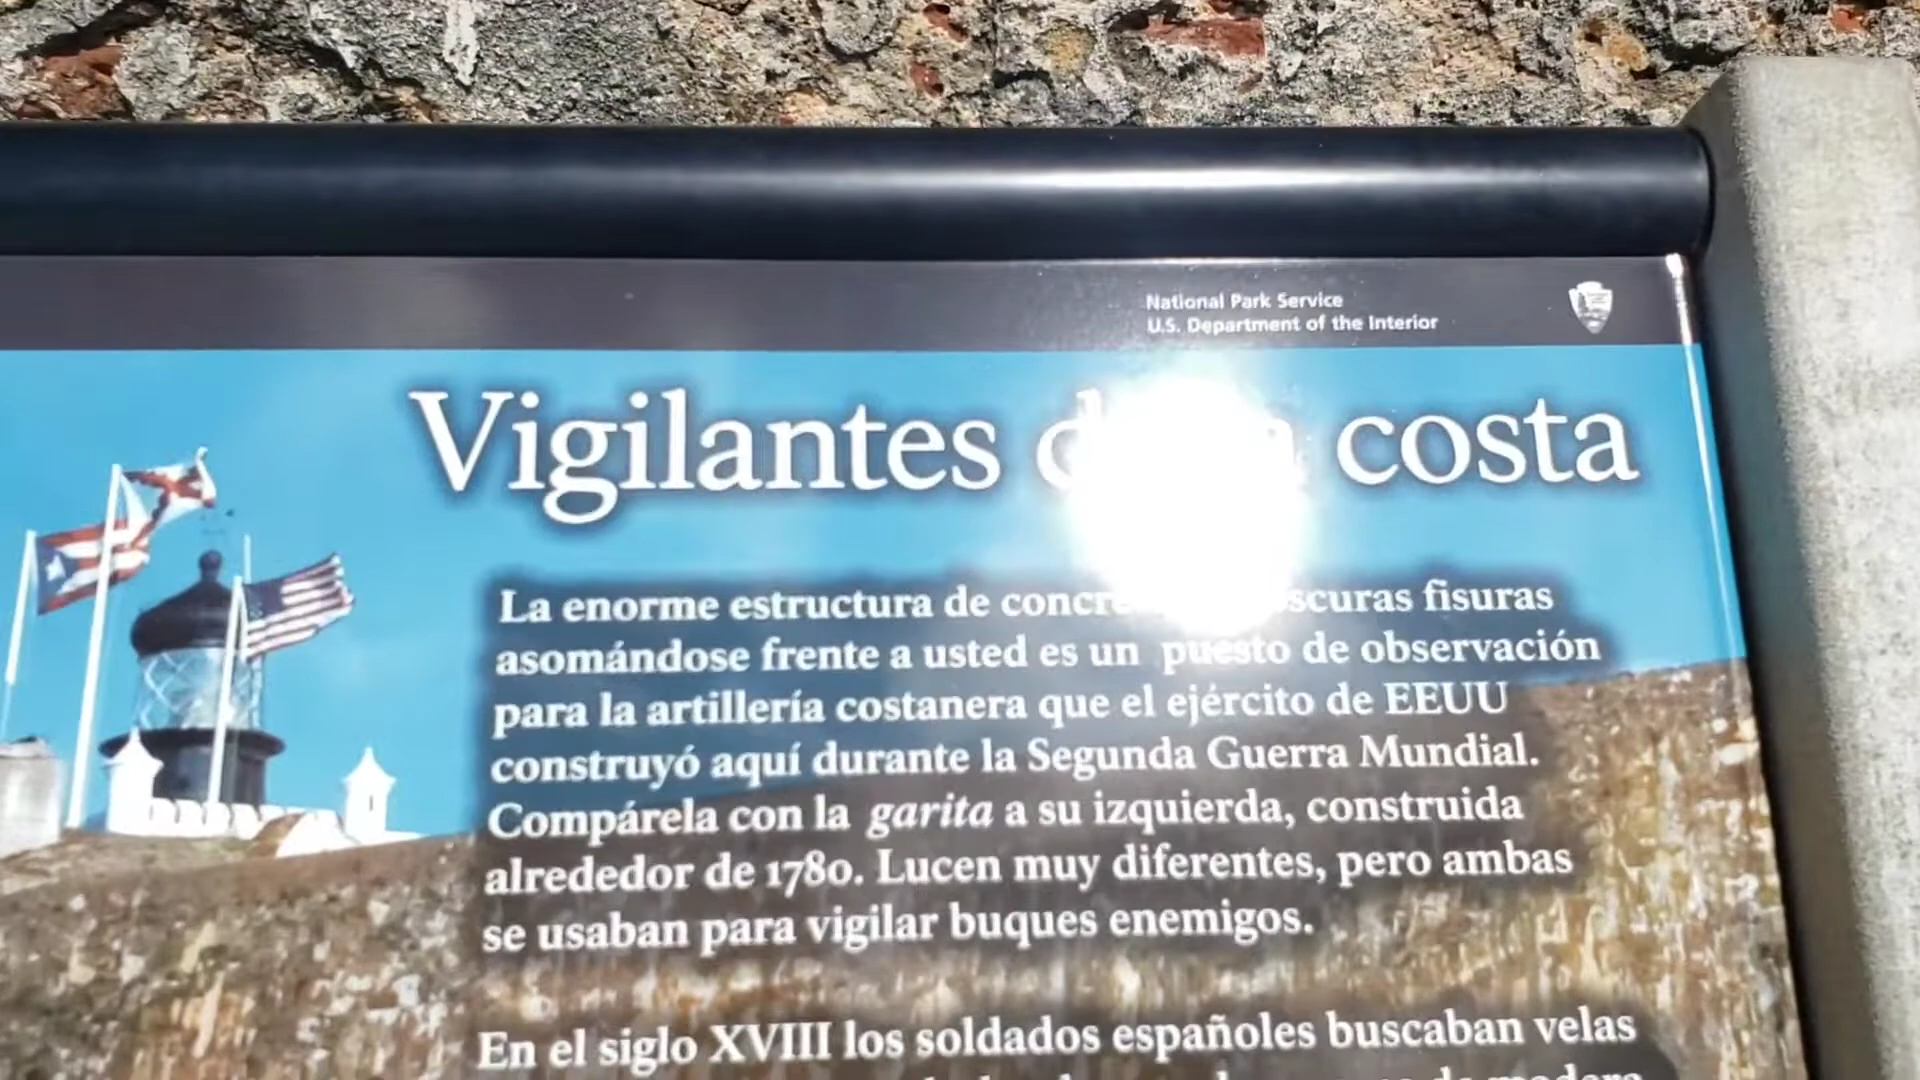 National Park Service
U.S. Department of the Interior
Vigilantes costa
La enorme estructura de fisuras
asomándose frente a usted es un puesto de observación
para la artillería costanera que el ejército de EEUU
construyó aquí durante la Segunda Guerra Mundial.
Compárela con la garita a su izquierda, construida
alrededor de 1780. Lucen muy diferentes, pero ambas
se usaban para vigilar buques enemigos.
En el siglo XVIII los soldados españoles buscaban velas
de madera